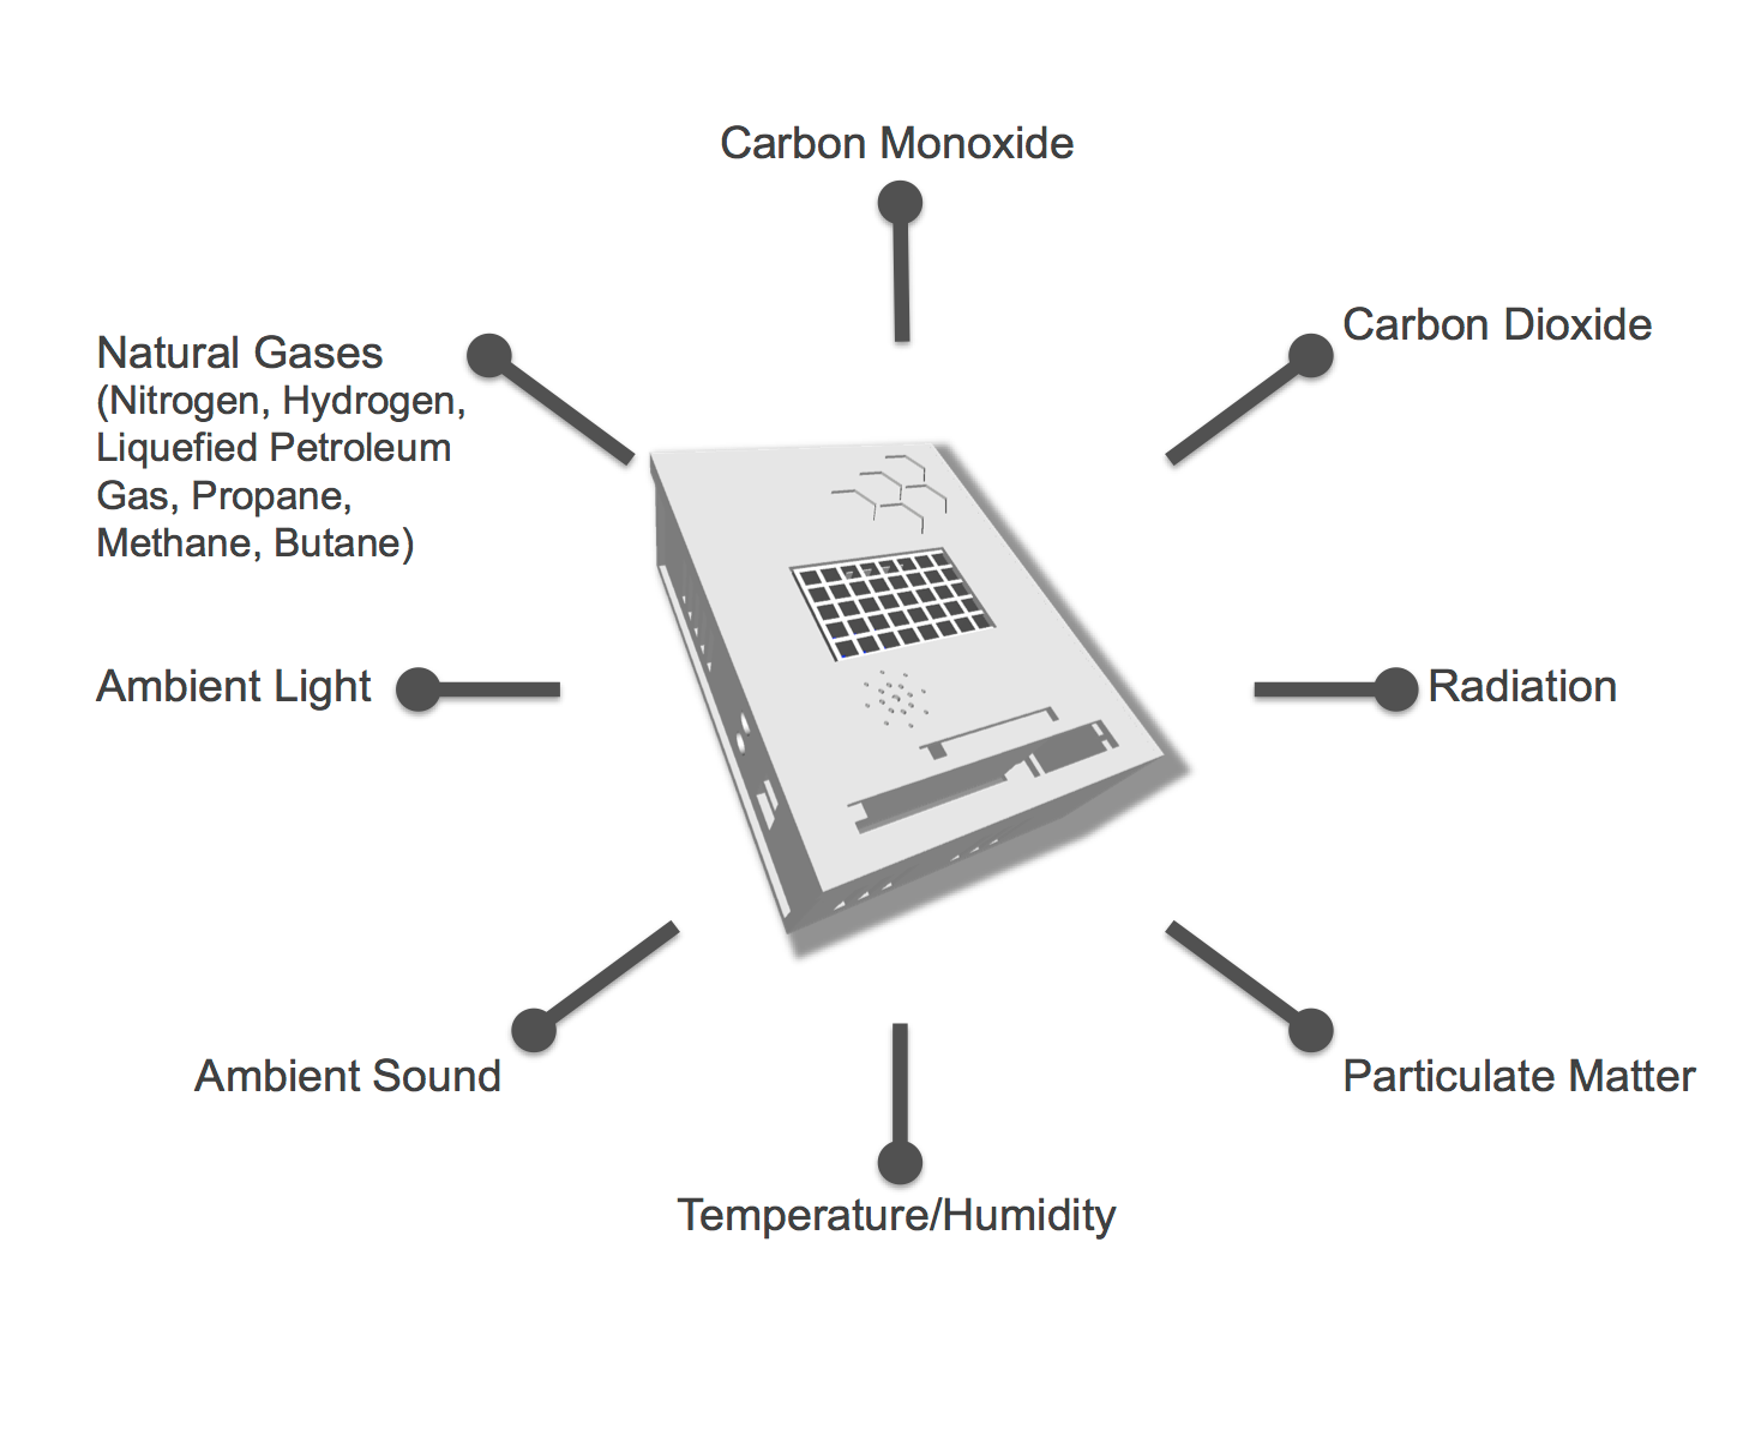 Carbon Monoxide
Carbon Dioxide
Natural Gases
(Nitrogen, Hydrogen,
Liquefied Petroleum
Gas, Propane,
Methane, Butane)
Ambient Light
Radiation
Ambient Sound
Particulate Matter
Temperature/Humidity